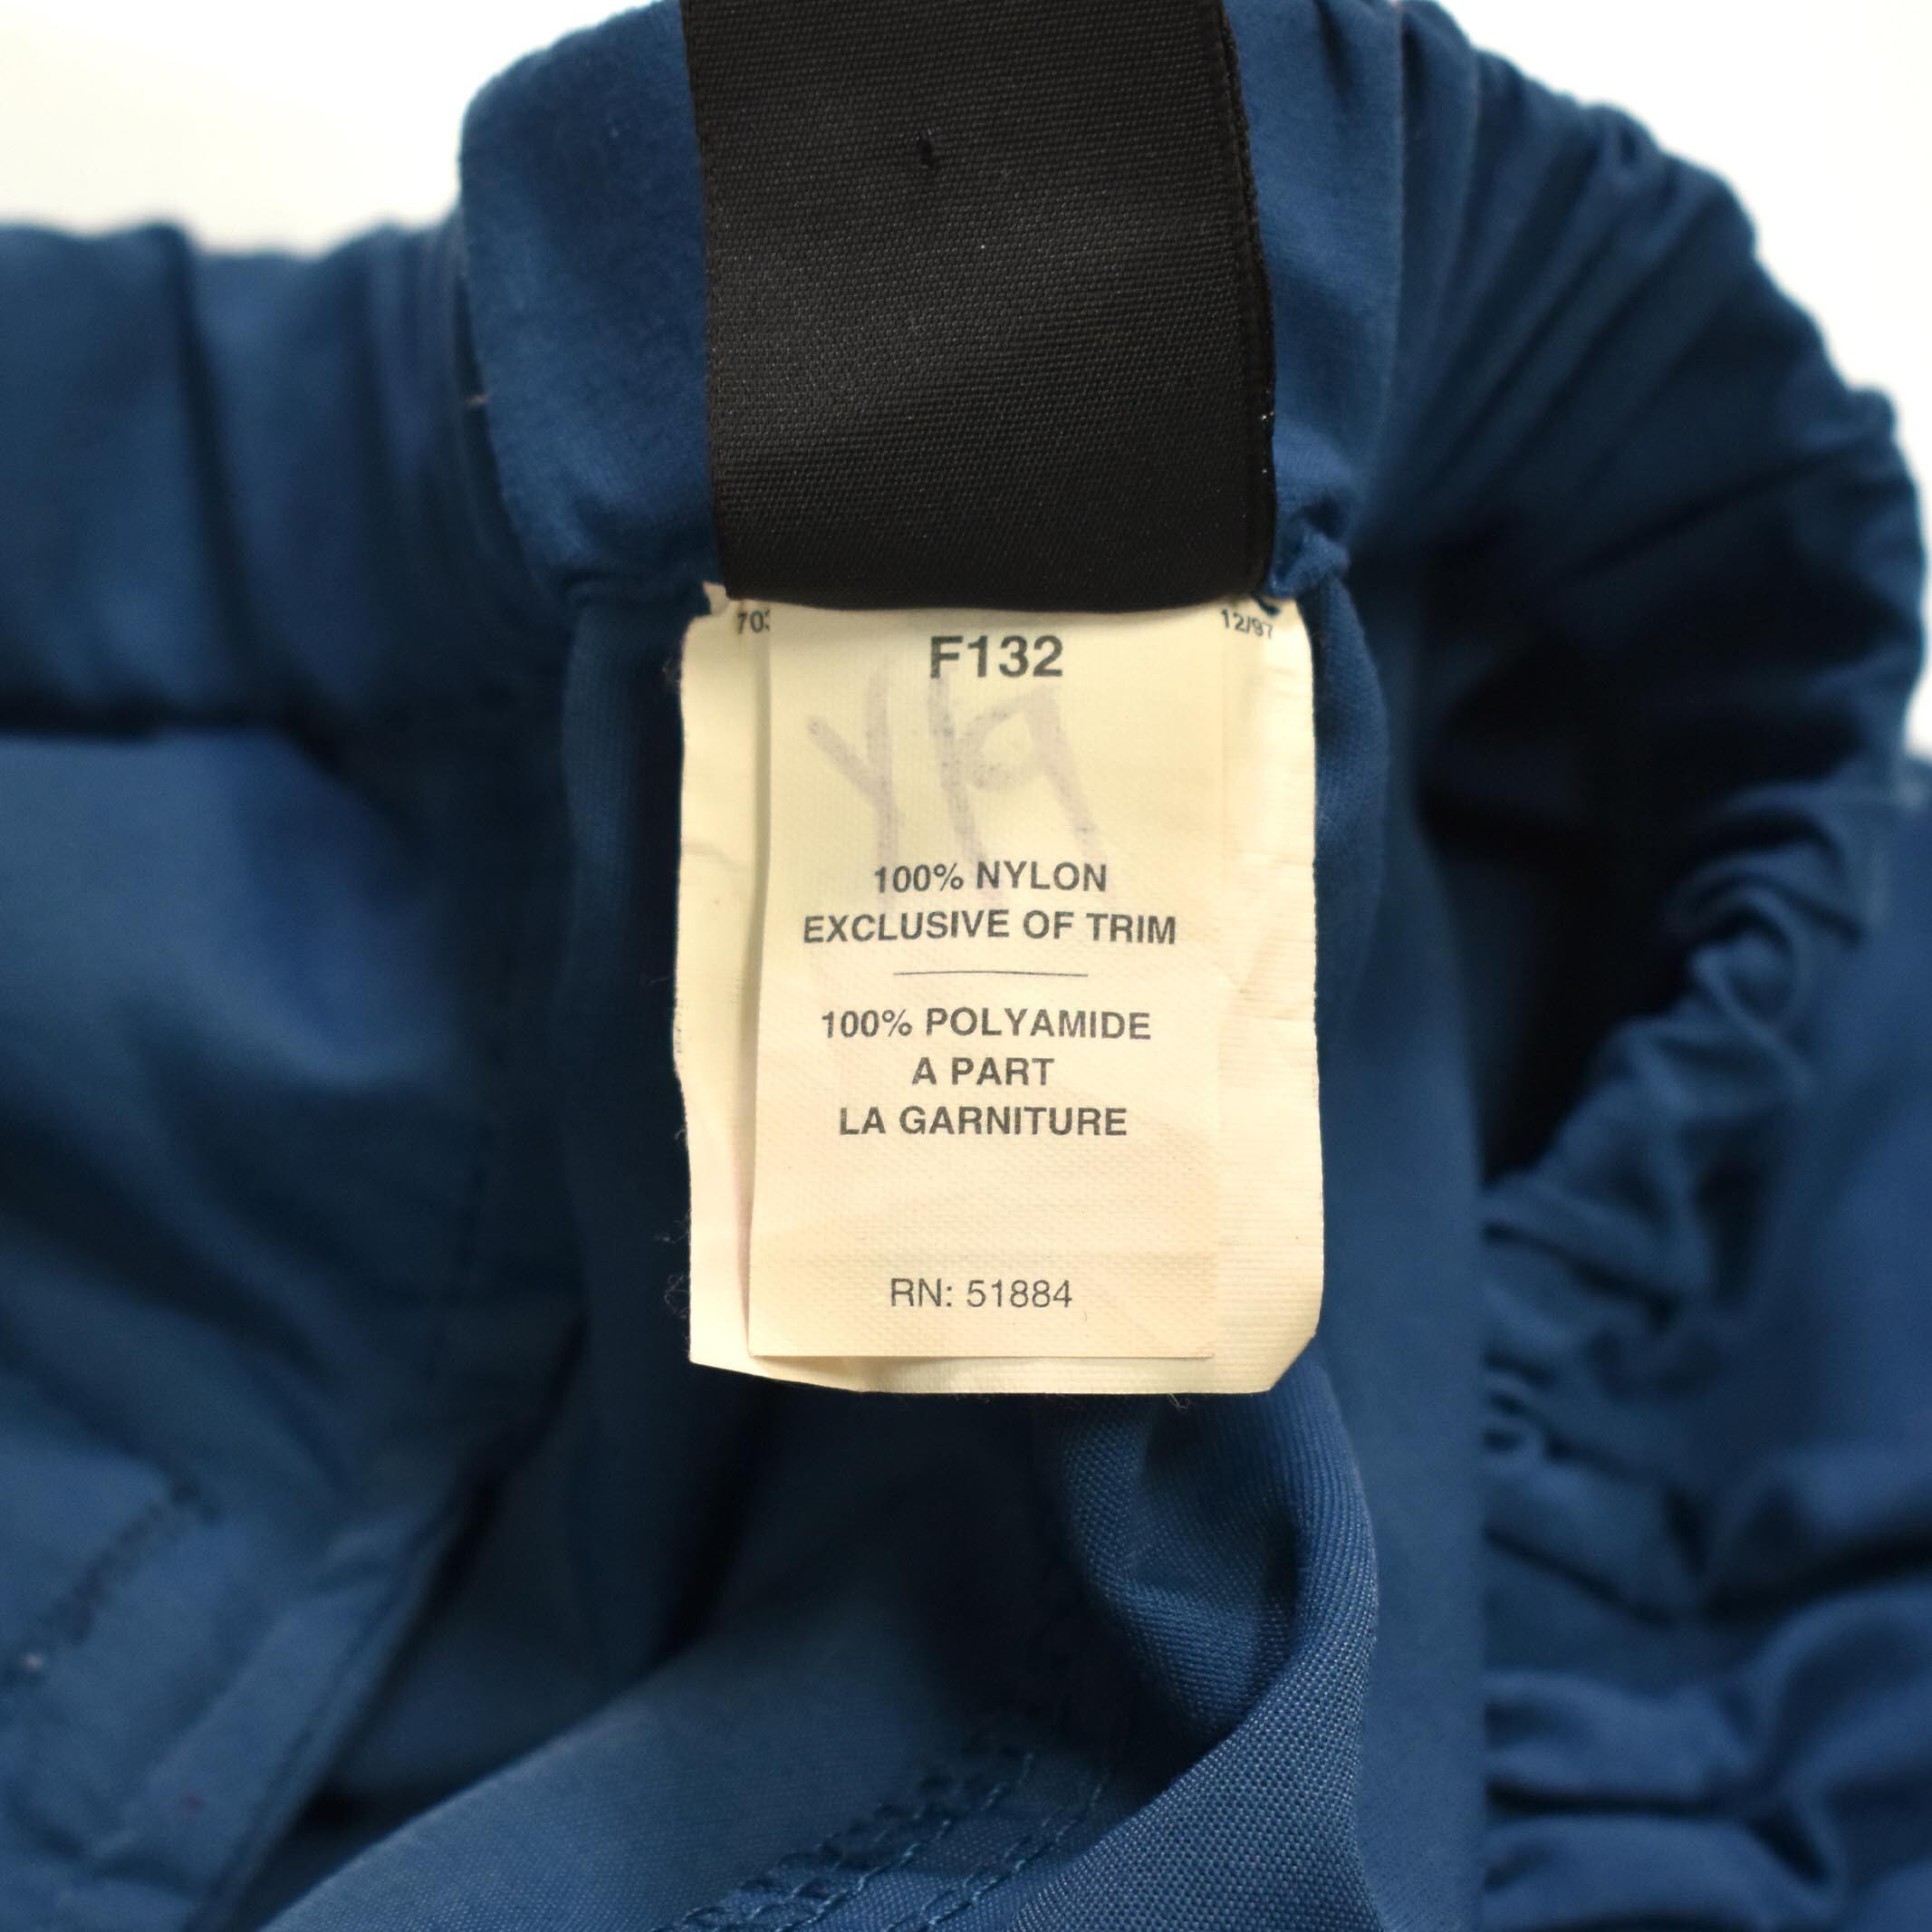 12/97
F132
100% NYLON
EXCLUSIVE OF TRIM
100% POLYAMIDE
A PART
LA GARNITURE
RN: 51884